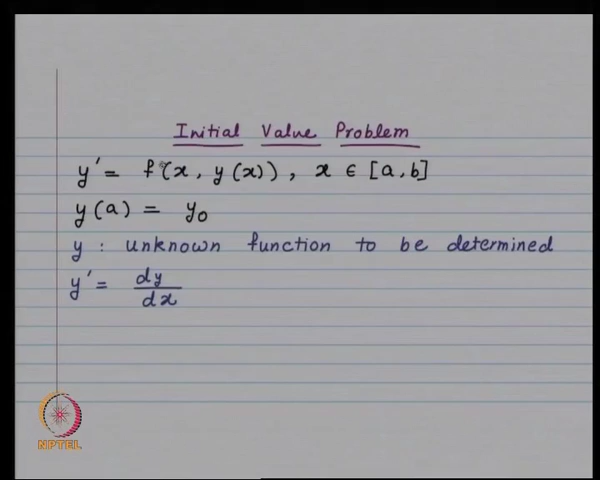 Initial Value Problem
y' = f(x, y(x)), x ∈ [a, b]
y(a) = y₀
y : unknown function to be determined
y' = dy/dx
NPTEL